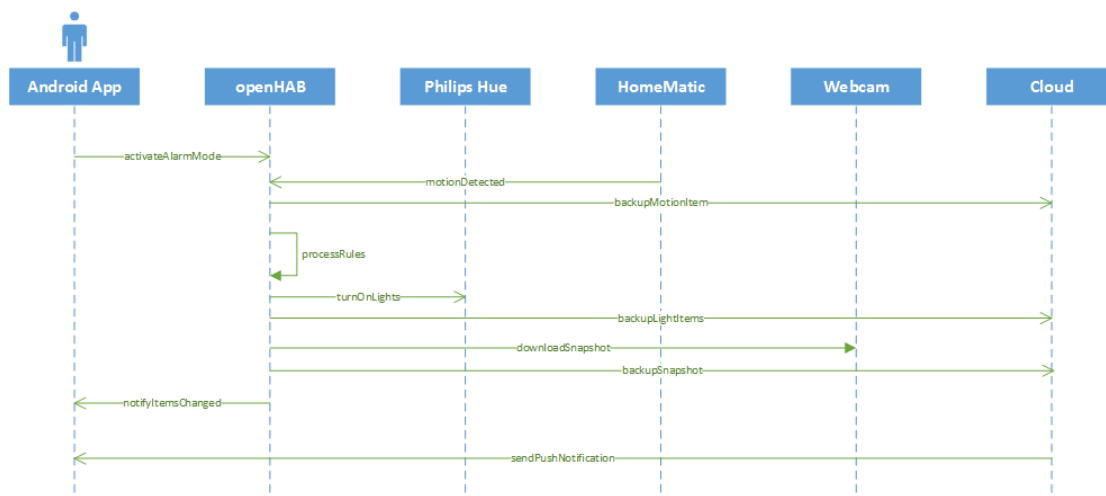 Android App
openHAB
Philips Hue
HomeMatic
Webcam
Cloud
activateAlarmMode
motionDetected
backupMotionItem
processRules
turnOnLights
backupLightItems
downloadSnapshot
backupSnapshot
notifyItemsChanged
sendPushNotification